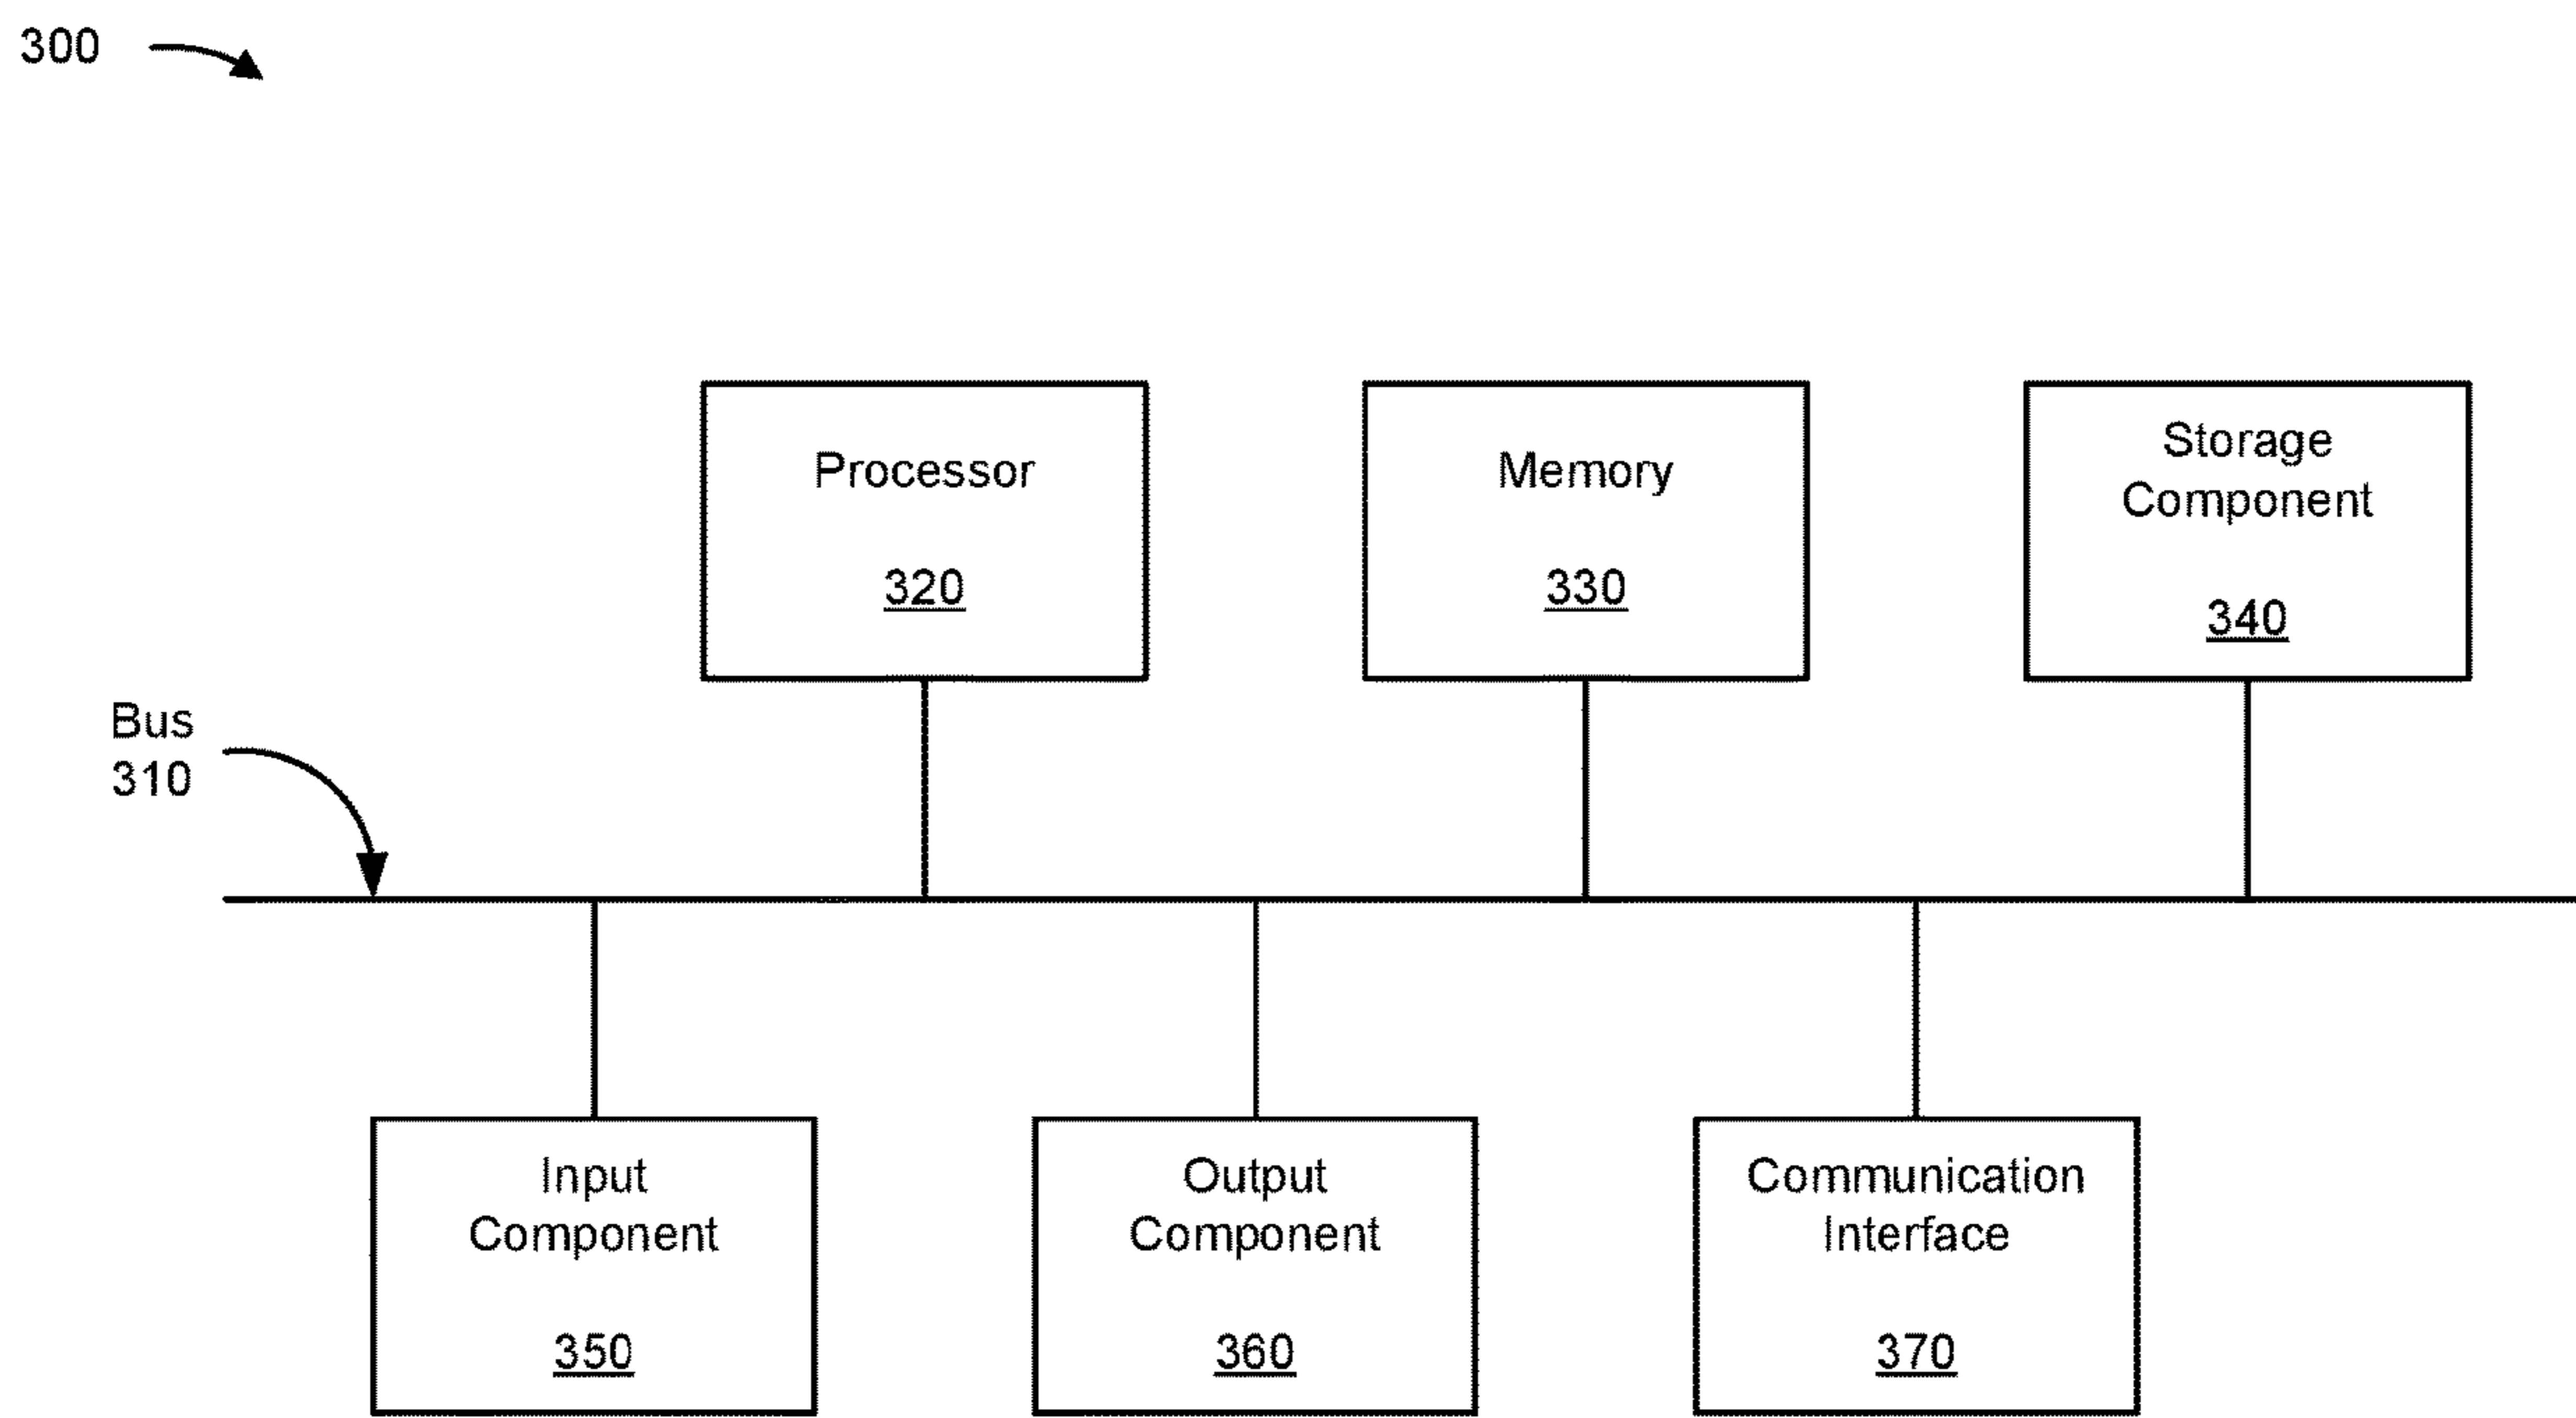 300
Processor
320
Memory
330
Storage
Component
340
Bus
310
Input
Component
350
Output
Component
360
Communication
Interface
370